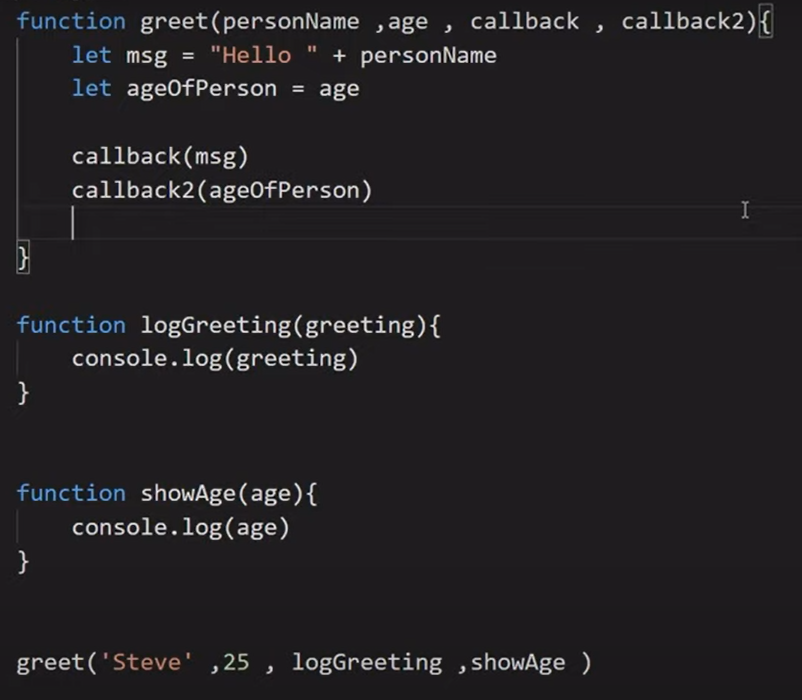 function greet(personName ,age , callback , callback2){
    let msg = "Hello " + personName
    let ageOfPerson = age
    callback(msg)
    callback2(ageOfPerson)
}
function logGreeting(greeting){
    console.log(greeting)
}
function showAge(age){
    console.log(age)
}
greet('Steve' ,25 , logGreeting ,showAge )